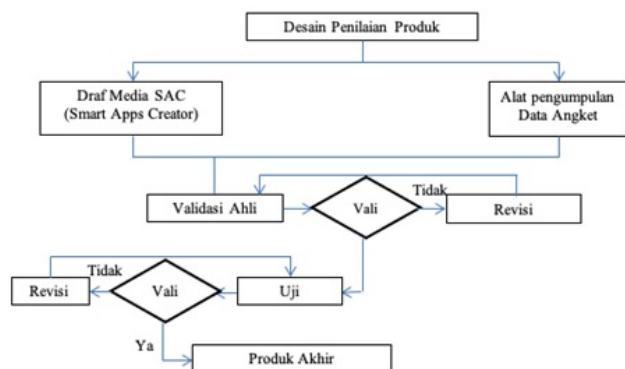 Desain Penilaian Produk
Draf Media SAC
(Smart Apps Creator)
Alat pengumpulan
Data Angket
Validasi Ahli
Vali
Tidak
Revisi
Revisi
Tidak
Vali
Uji
Ya
Produk Akhir